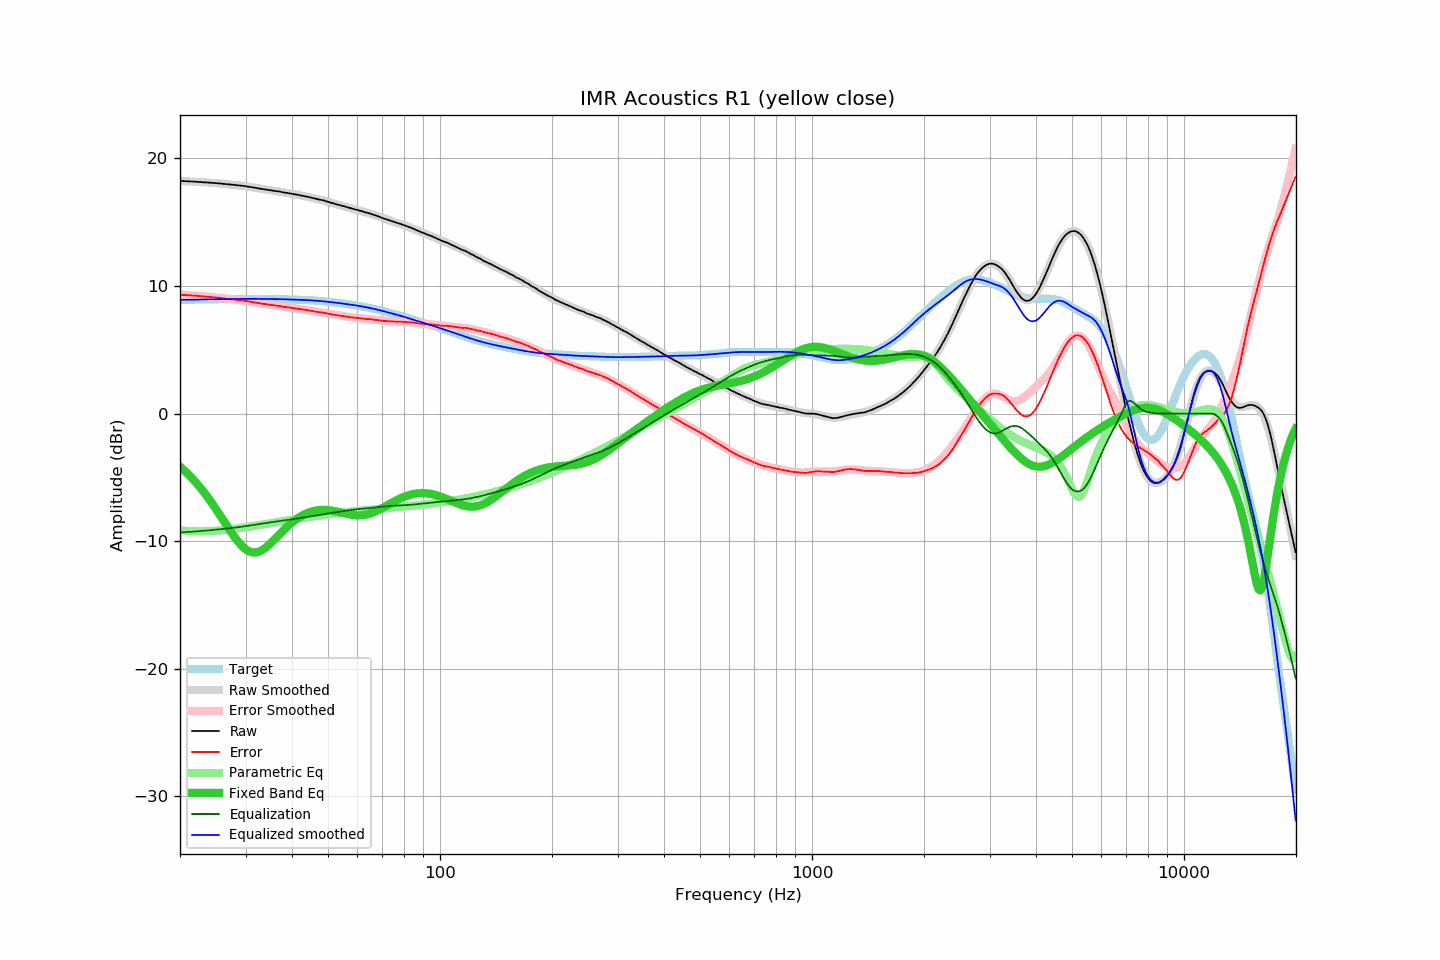 IMR Acoustics R1 (yellow close)
20
10
0
−10
−20
−30
Amplitude (dBr)
Target
Raw Smoothed
Error Smoothed
Raw
Error
Parametric Eq
Fixed Band Eq
Equalization
Equalized smoothed
100
1000
10000
Frequency (Hz)